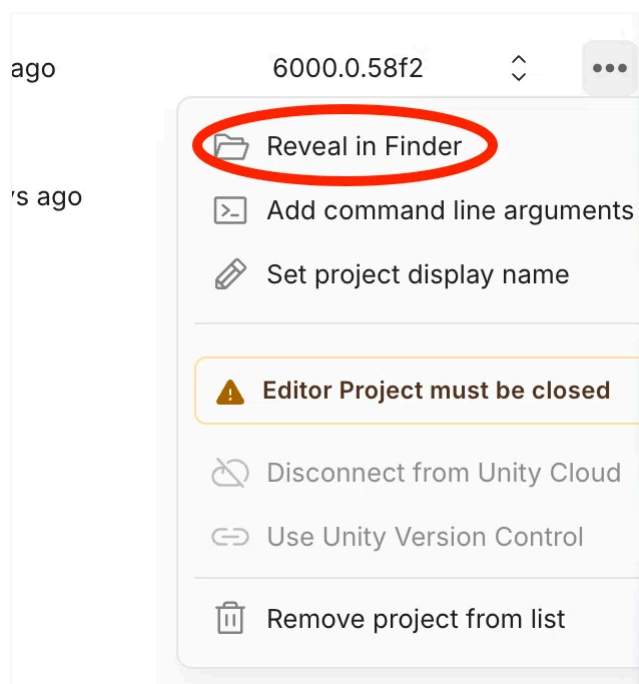 ago
6000.0.58f2
Reveal in Finder
's ago
Add command line arguments
Set project display name
Editor Project must be closed
Disconnect from Unity Cloud
Use Unity Version Control
Remove project from list